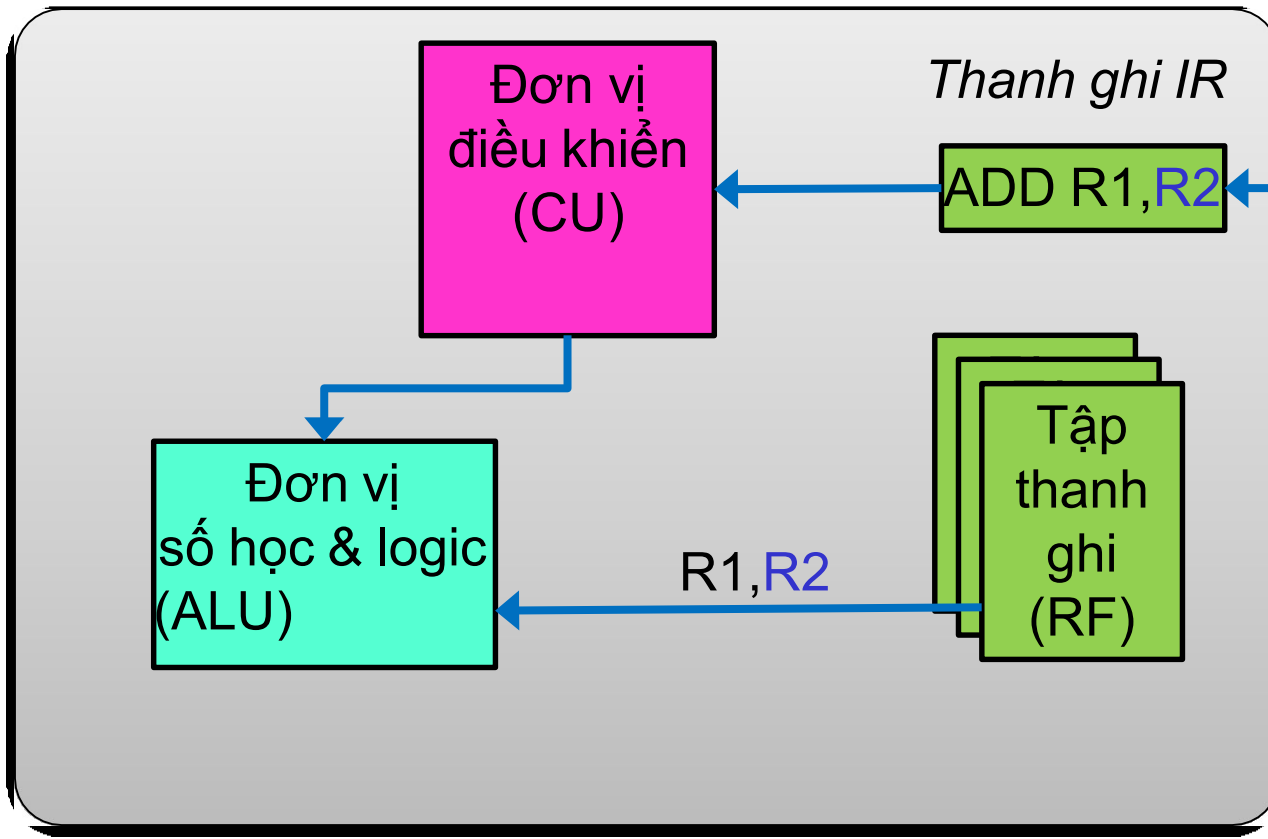 Đơn vị
điều khiển
(CU)
Thanh ghi IR
ADD R1,R2
Đơn vị
số học & logic
(ALU)
R1,R2
Tập
thanh
ghi
(RF)